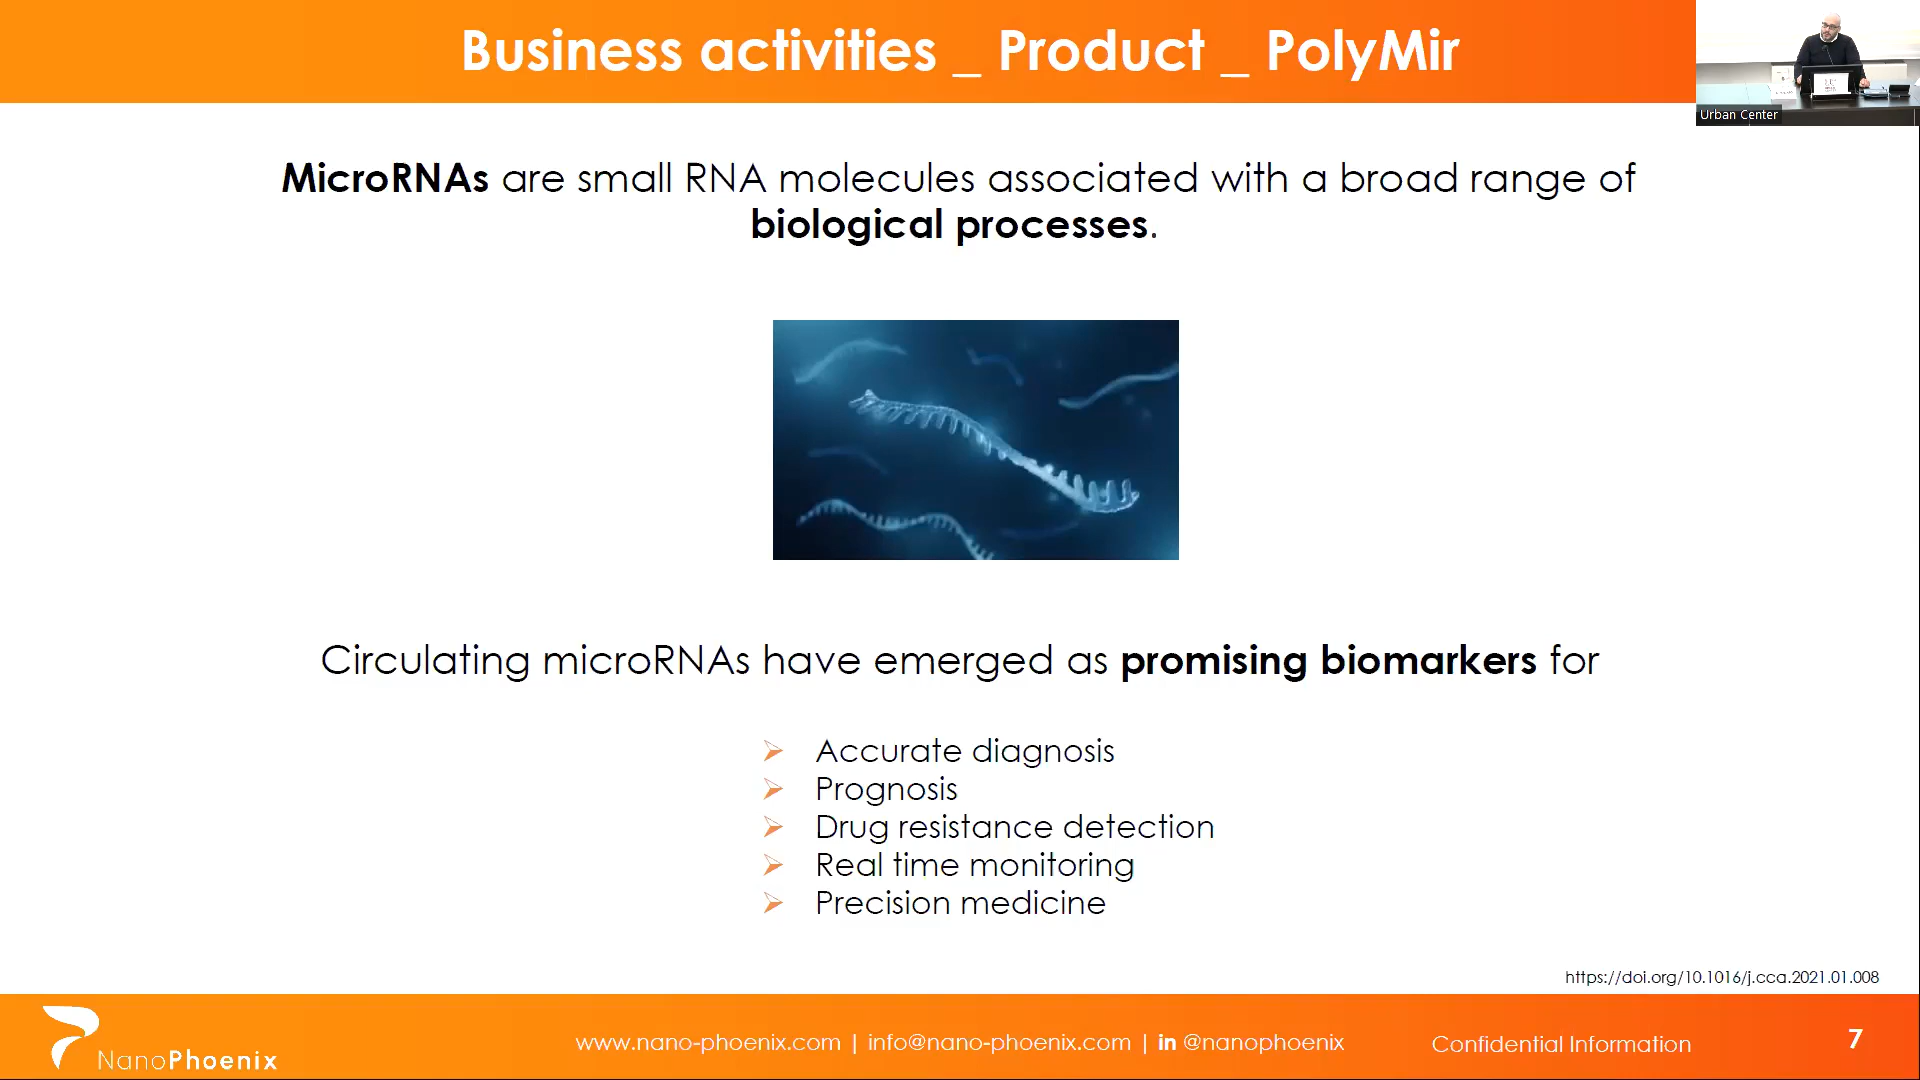 Business activities _ Product _ PolyMir
Urban Center
MicroRNAs are small RNA molecules associated with a broad range of
biological processes.
Circulating microRNAs have emerged as promising biomarkers for
Accurate diagnosis
Prognosis
Drug resistance detection
Real time monitoring
Precision medicine
https://doi.org/10.1016/j.cca.2021.01.008
NanoPhoenix
www.nano-phoenix.com | info@nano-phoenix.com | in @nanophoenix
Confidential Information
7